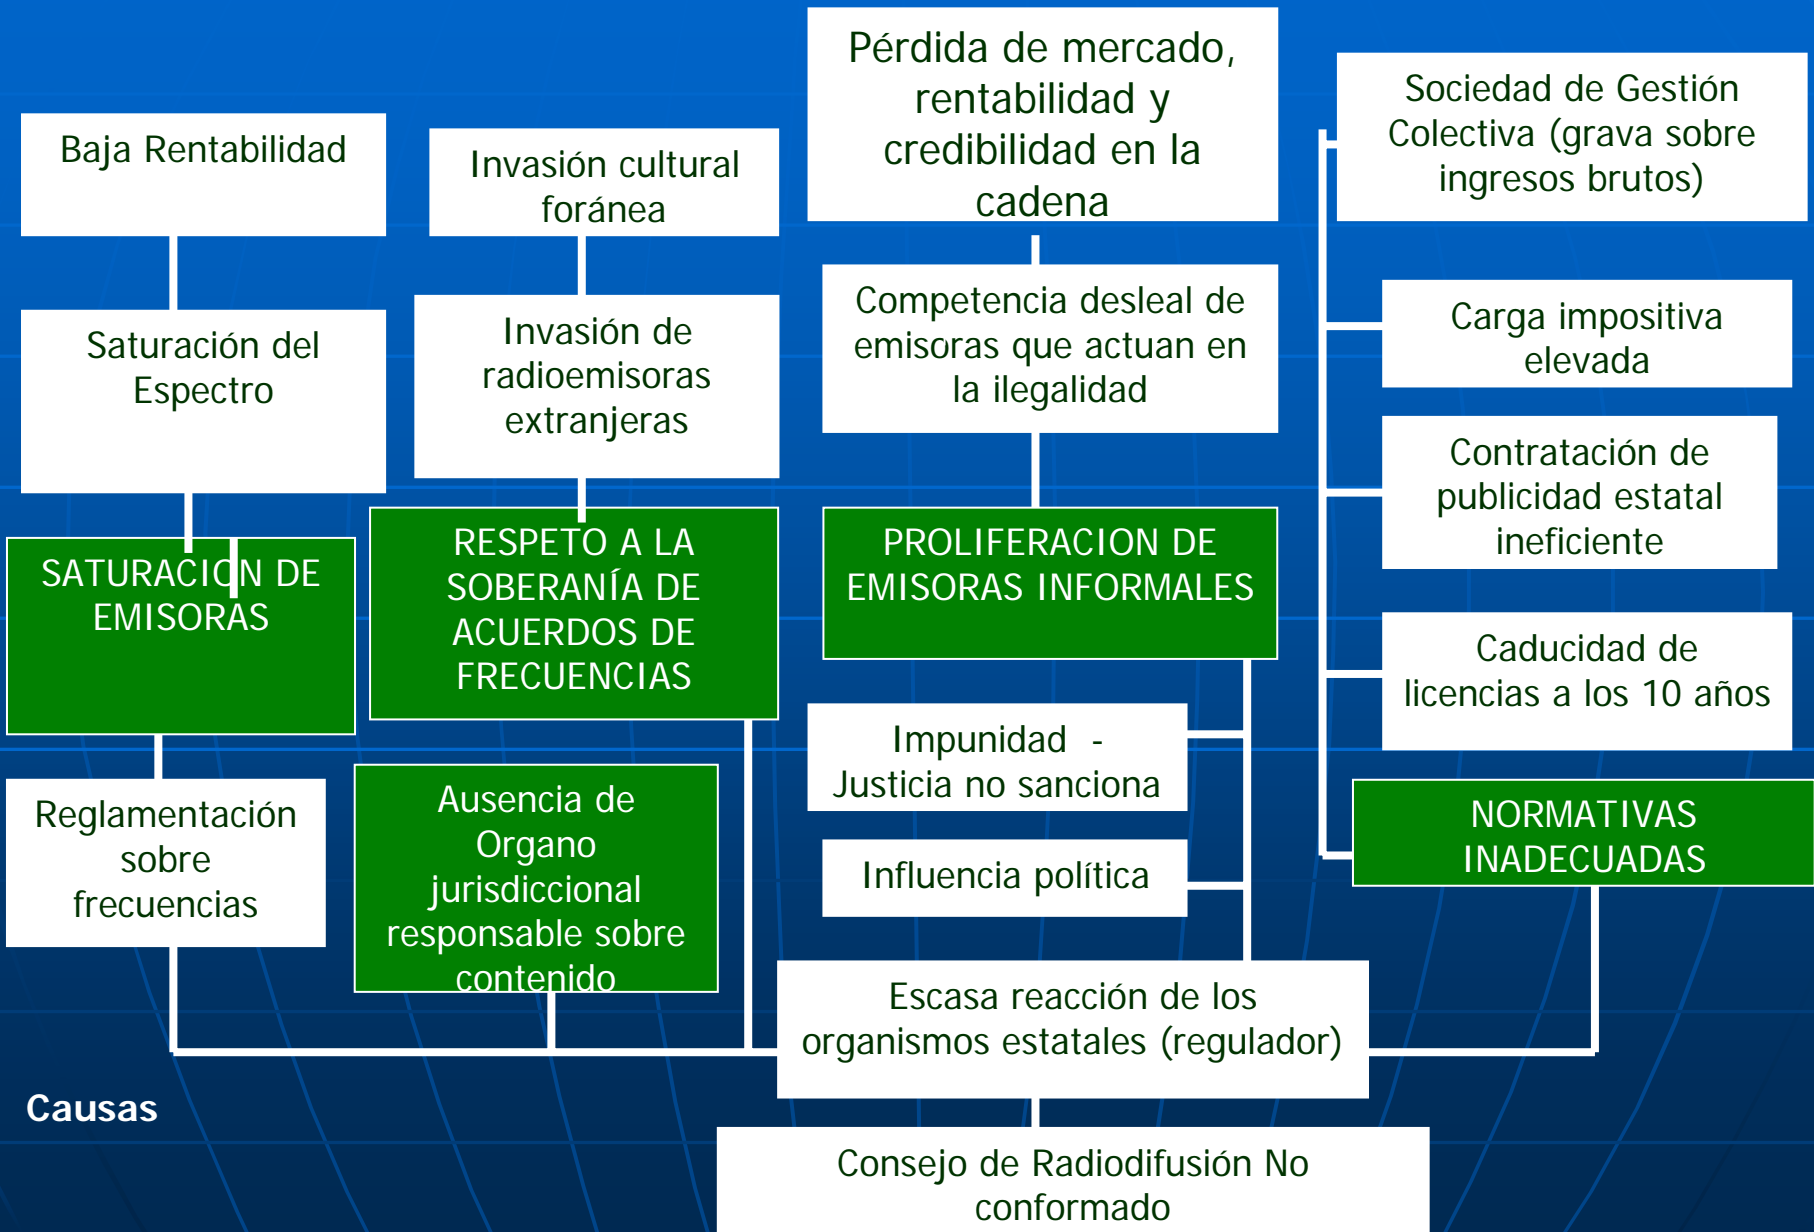 Baja Rentabilidad
Saturación del
Espectro
SATURACION DE
EMISORAS
Reglamentación
sobre
frecuencias
Invasión cultural
foránea
Invasión de
radioemisoras
extranjeras
RESPETO A LA
SOBERANÍA DE
ACUERDOS DE
FRECUENCIAS
Ausencia de
Organo
jurisdiccional
responsable sobre
contenido
Pérdida de mercado,
rentabilidad y
credibilidad en la
cadena
Competencia desleal de
emisoras que actuan en
la ilegalidad
PROLIFERACION DE
EMISORAS INFORMALES
Impunidad -
Justicia no sanciona
Influencia política
Sociedad de Gestión
Colectiva (grava sobre
ingresos brutos)
Carga impositiva
elevada
Contratación de
publicidad estatal
ineficiente
Caducidad de
licencias a los 10 años
NORMATIVAS
INADECUADAS
Escasa reacción de los
organismos estatales (regulador)
Causas
Consejo de Radiodifusión No
conformado